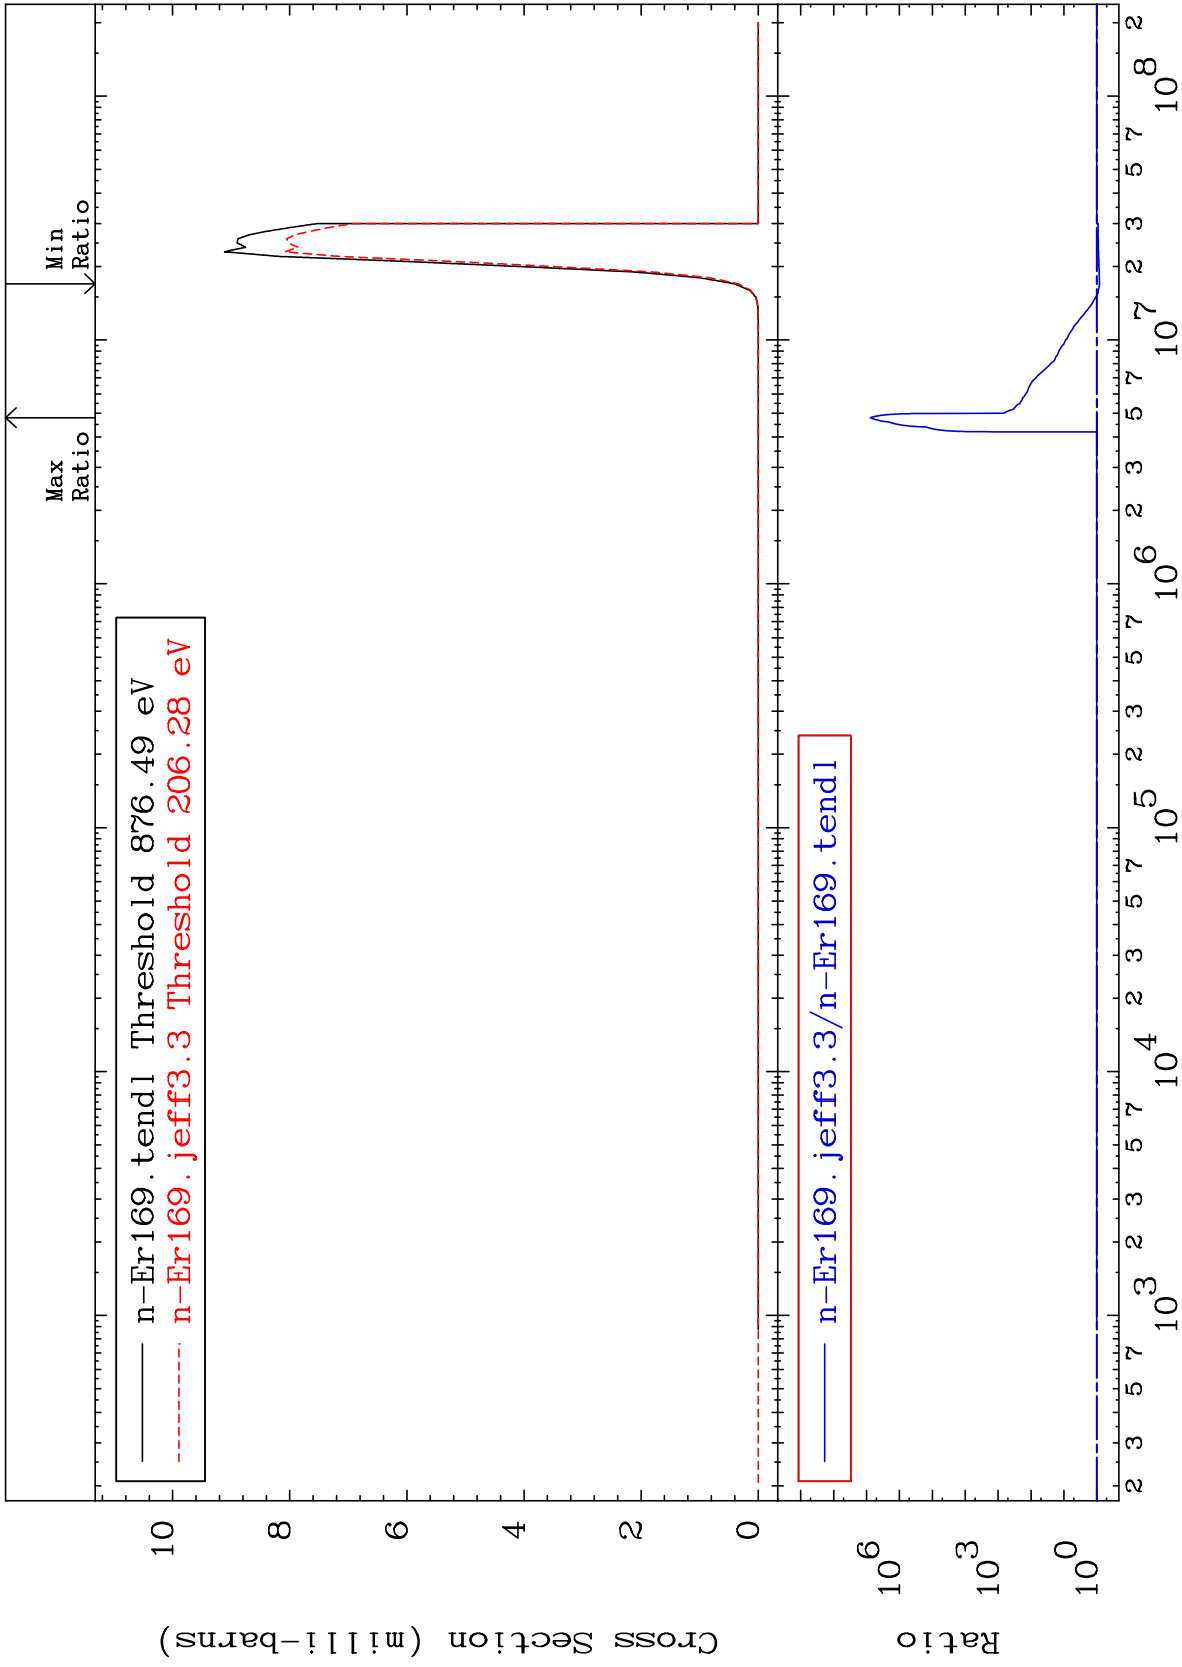 Max
Ratio
Min
Ratio
n-Er169.tendl Threshold 876.49 eV
n-Er169.jeff3.3 Threshold 206.28 eV
Cross Section (milli-barns)
10
8
6
4
2
0
n-Er169.jeff3.3/n-Er169.tendl
Ratio
10^6
10^3
10^0
2 3 5 7 10^3 2 3 5 7 10^4 2 3 5 7 10^5 2 3 5 7 10^6 2 3 5 7 10^7 2 3 5 7 10^8 2